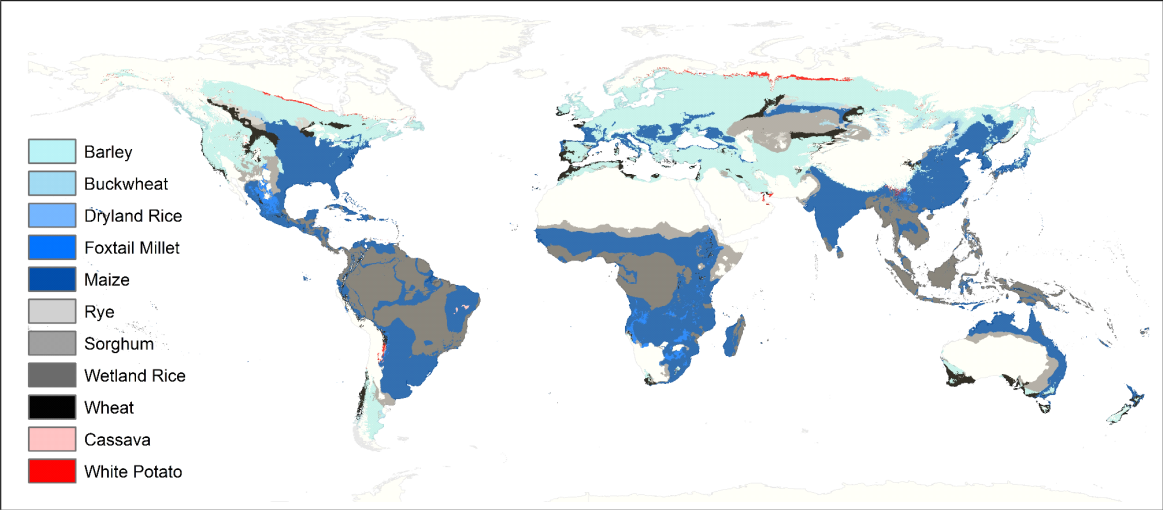 Barley
Buckwheat
Dryland Rice
Foxtail Millet
Maize
Rye
Sorghum
Wetland Rice
Wheat
Cassava
White Potato